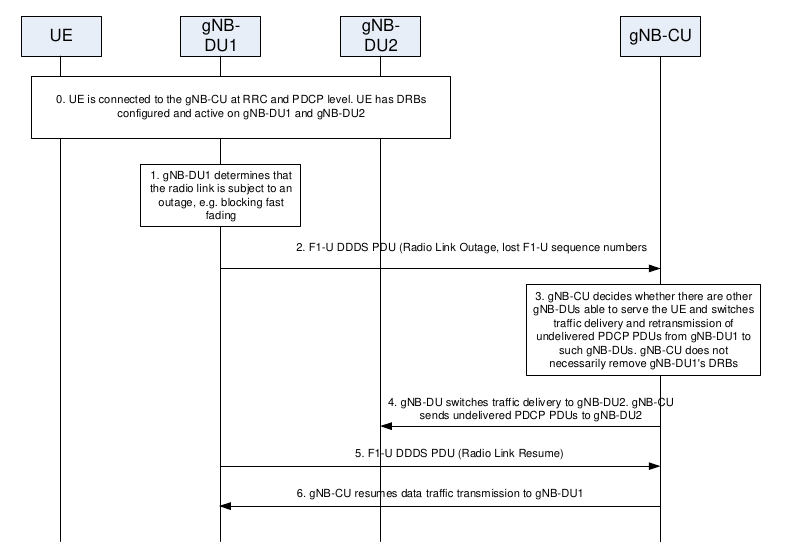 UE
gNB-
DU1
gNB-
DU2
gNB-CU
0. UE is connected to the gNB-CU at RRC and PDCP level. UE has DRBs
configured and active on gNB-DU1 and gNB-DU2
1. gNB-DU1 determines that
the radio link is subject to an
outage, e.g. blocking fast
fading
2. F1-U DDDS PDU (Radio Link Outage, lost F1-U sequence numbers
3. gNB-CU decides whether there are other
gNB-DUs able to serve the UE and switches
traffic delivery and retransmission of
undelivered PDCP PDUs from gNB-DU1 to
such gNB-DUs. gNB-CU does not
necessarily remove gNB-DU1's DRBs
4. gNB-DU switches traffic delivery to gNB-DU2. gNB-CU
sends undelivered PDCP PDUs to gNB-DU2
5. F1-U DDDS PDU (Radio Link Resume)
6. gNB-CU resumes data traffic transmission to gNB-DU1